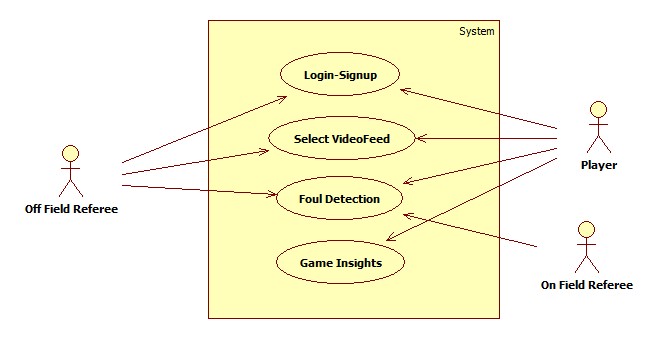 System
Login-Signup
Select VideoFeed
Player
Off Field Referee
Foul Detection
Game Insights
On Field Referee